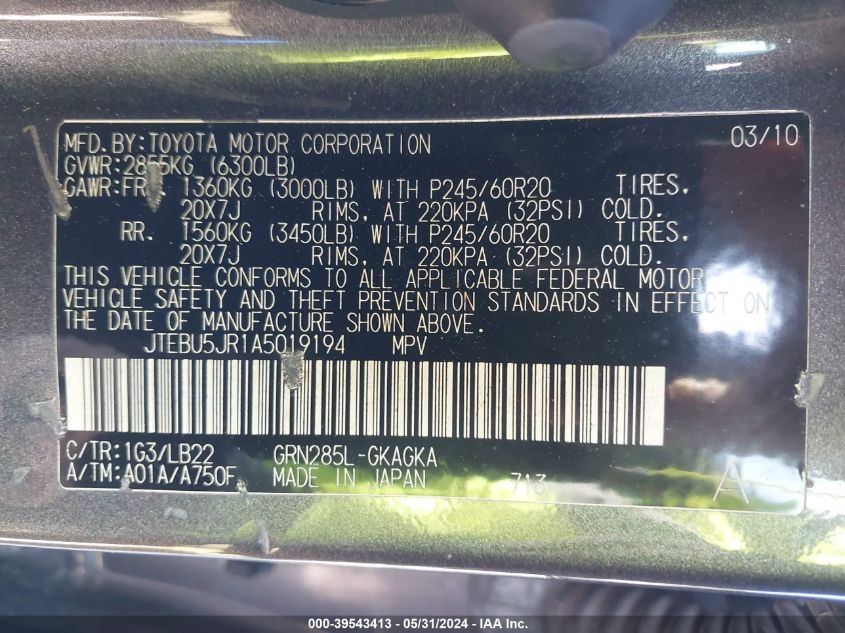 MFD.BY:TOYOTA MOTOR CORPORATION 03/10
GVWR:2855KG (6300LB)
GAWR:FR. 1360KG (3000LB) WITH P245/60R20 TIRES,
20X7J RIMS, AT 220KPA (32PSI) COLD.
RR. 1560KG (3450LB) WITH P245/60R20 TIRES,
20X7J RIMS, AT 220KPA (32PSI) COLD.
THIS VEHICLE CONFORMS TO ALL APPLICABLE FEDERAL MOTOR
VEHICLE SAFETY AND THEFT PREVENTION STANDARDS IN EFFECT ON
THE DATE OF MANUFACTURE SHOWN ABOVE.
JTEBU5JR1A5019194 MPV
C/TR:1G3/LB22 GRN285L-GKAGKA
A/TM:A01A/A750F MADE IN JAPAN 713 A
000-39543413 / 05/31/2024 - IAA Inc.